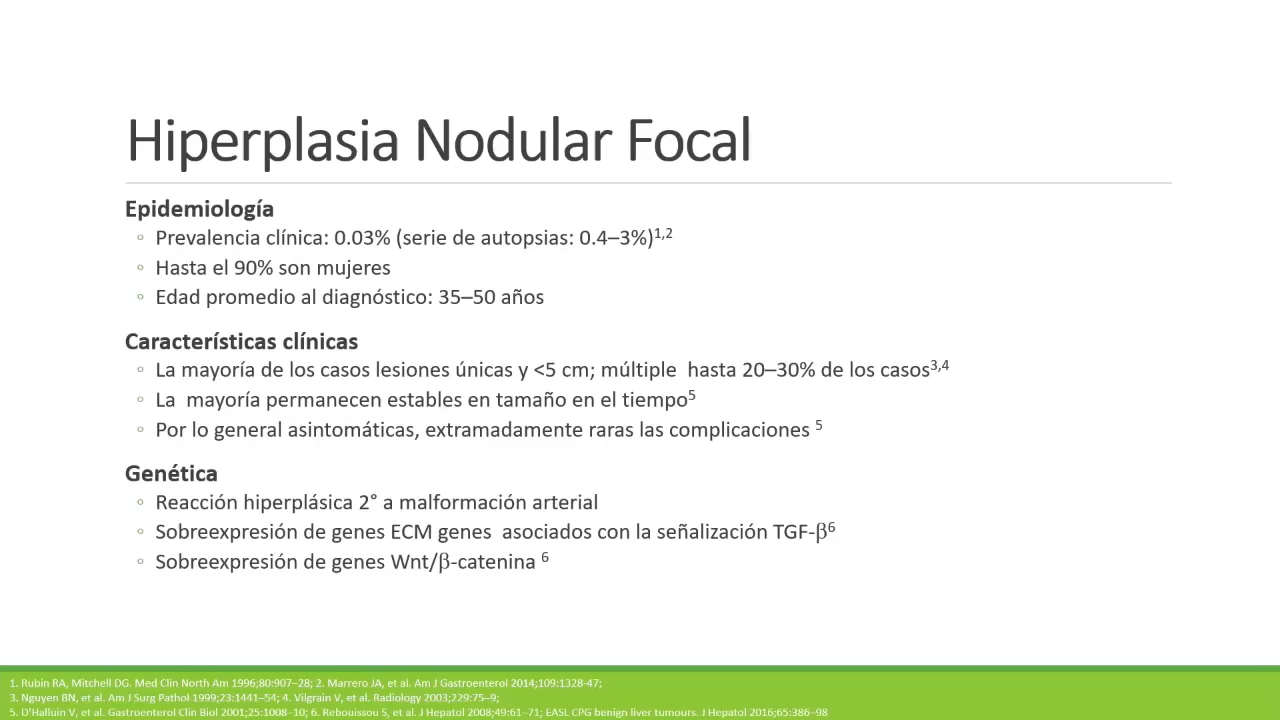 Hiperplasia Nodular Focal
Epidemiología
◦ Prevalencia clínica: 0.03% (serie de autopsias: 0.4–3%)1,2
◦ Hasta el 90% son mujeres
◦ Edad promedio al diagnóstico: 35–50 años
Características clínicas
◦ La mayoría de los casos lesiones únicas y <5 cm; múltiple hasta 20–30% de los casos3,4
◦ La mayoría permanecen estables en tamaño en el tiempo5
◦ Por lo general asintomáticas, extramadamente raras las complicaciones 5
Genética
◦ Reacción hiperplásica 2° a malformación arterial
◦ Sobreexpresión de genes ECM genes asociados con la señalización TGF-β6
◦ Sobreexpresión de genes Wnt/β-catenina 6
1. Rubin RA, Mitchell DG. Med Clin North Am 1996;80:907–28; 2. Marrero JA, et al. Am J Gastroenterol 2014;109:1328-47;
3. Nguyen BN, et al. Am J Surg Pathol 1999;23:1441–54; 4. Vilgrain V, et al. Radiology 2003;229:75–9;
5. D'Halluin V, et al. Gastroenterol Clin Biol 2001;25:1008–10; 6. Rebouissou S, et al. J Hepatol 2008;49:61–71; EASL CPG benign liver tumours. J Hepatol 2016;65:386–98